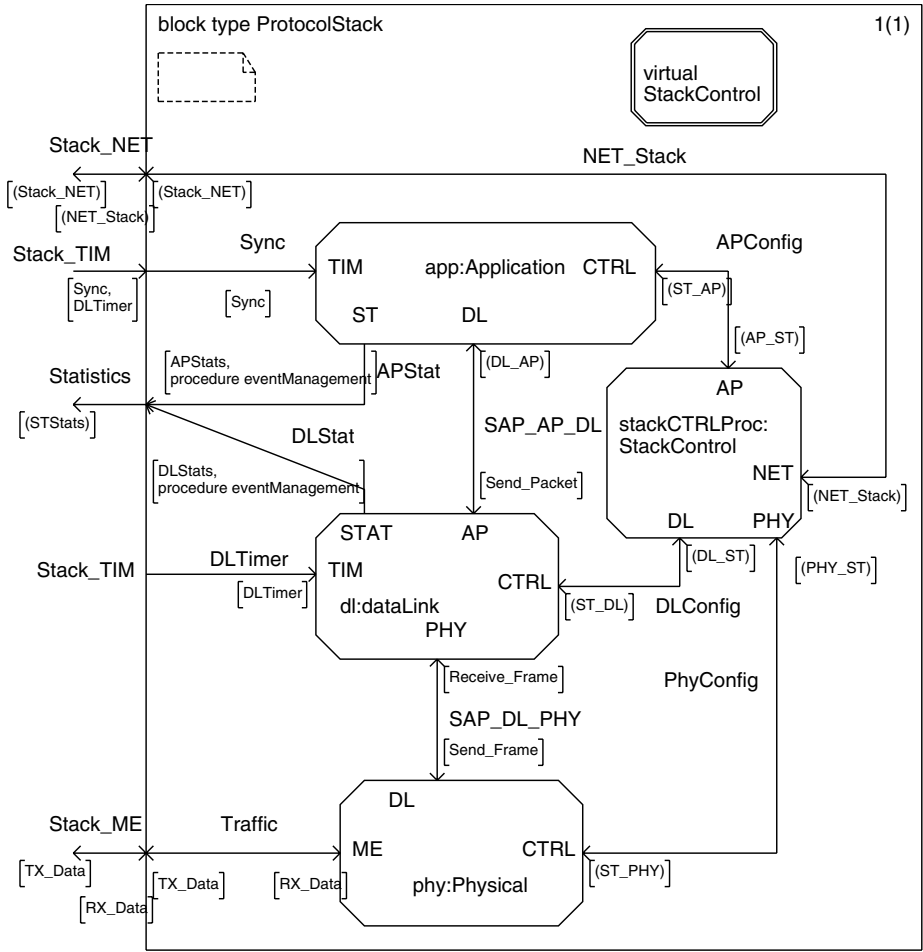 block type ProtocolStack
1(1)
virtual
StackControl
Stack_NET
NET_Stack
[(Stack_NET)]
[(Stack_NET)]
[(NET_Stack)]
Stack_TIM
Sync
APConfig
TIM
app:Application
CTRL
[Sync,
DLTimer]
[Sync]
[(ST_AP)]
ST
DL
[(AP_ST)]
[APStats,
procedure eventManagement]
APStat
[(DL_AP)]
Statistics
AP
[(STStats)]
DLStat
SAP_AP_DL
stackCTRLProc:
StackControl
[DLStats,
procedure eventManagement]
[Send_Packet]
NET
[(NET_Stack)]
STAT
AP
DL
PHY
Stack_TIM
DLTimer
TIM
[(DL_ST)]
[(PHY_ST)]
[DLTimer]
CTRL
dl:dataLink
[(ST_DL)]
DLConfig
PHY
[Receive_Frame]
PhyConfig
SAP_DL_PHY
[Send_Frame]
DL
Stack_ME
Traffic
ME
CTRL
[TX_Data]
[TX_Data]
[RX_Data]
[(ST_PHY)]
[RX_Data]
phy:Physical